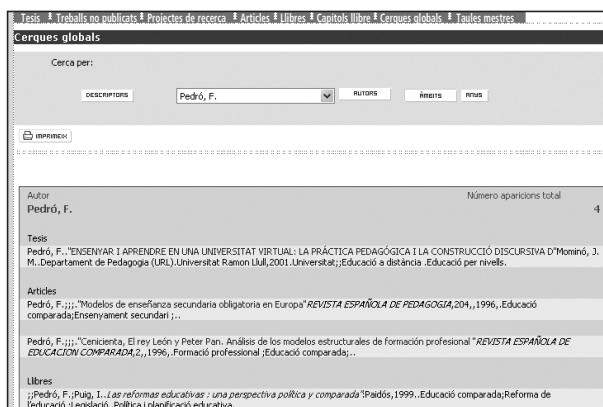 Tesis Treballs no publicats Projectes de recerca Articles Llibres Capítols llibre Cerques globals Taules mestres
Cerques globals
Cerca per:
DESCRIPTORS Pedró, F. AUTORS ÀMBITS ANYS
IMPRIMEIX
Autor Número aparicions total
Pedró, F. 4
Tesis
Pedró, F.."ENSENYAR I APRENDRE EN UNA UNIVERSITAT VIRTUAL: LA PRÁCTICA PEDAGÓGICA I LA CONSTRUCCIÓ DISCURSIVA D"Mominó, J.
M..Departament de Pedagogia (URL).Universitat Ramon Llull,2001.Universitat;;Educació a distància .Educació per nivells.
Articles
Pedró, F.;;;."Modelos de enseñanza secundaria obligatoria en Europa"REVISTA ESPAÑOLA DE PEDAGOGIA,204,,1996,.Educació
comparada;Ensenyament secundari ;..
Pedró, F.;;;."Cenicienta, El rey León y Peter Pan. Análisis de los modelos estructurales de formación profesional "REVISTA ESPAÑOLA DE
EDUCACION COMPARADA,2,,1996,.Formació professional ;Educació comparada;..
Llibres
;;Pedró, F.;Puig, I...Las reformas educativas : una perspectiva política y comparada"!Paidós,1999..Educació comparada;Reforma de
l'educació ;Legislació .Política i planificació educativa.